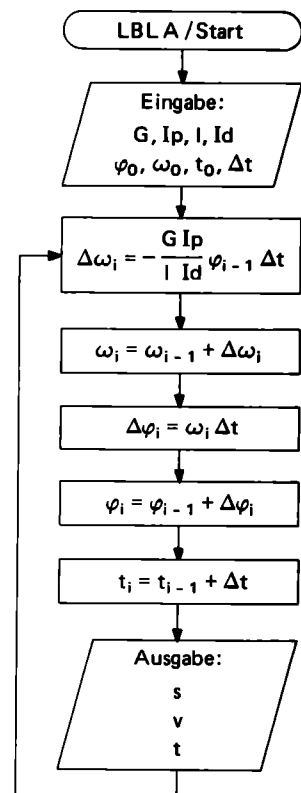 LBL A / Start
Eingabe:
G, Ip, l, Id
φ₀, ω₀, t₀, Δt
Δωᵢ = − (G Ip)/(l Id) φᵢ₋₁ Δt
ωᵢ = ωᵢ₋₁ + Δωᵢ
Δφᵢ = ωᵢ Δt
φᵢ = φᵢ₋₁ + Δφᵢ
tᵢ = tᵢ₋₁ + Δt
Ausgabe:
s
v
t